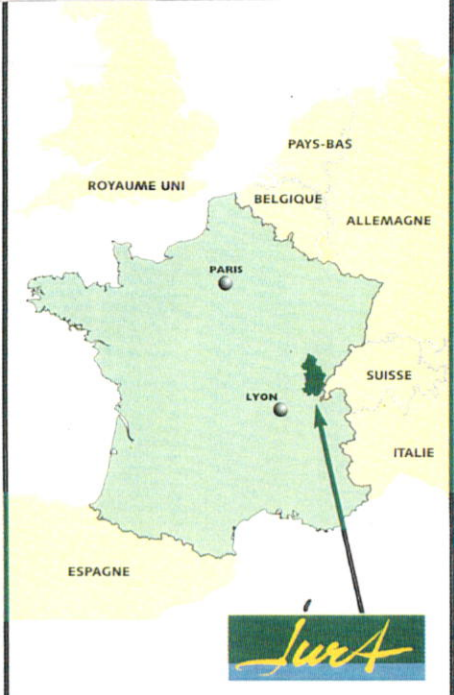 PAYS-BAS
ROYAUME UNI
BELGIQUE
ALLEMAGNE
PARIS
SUISSE
LYON
ITALIE
ESPAGNE
Jura